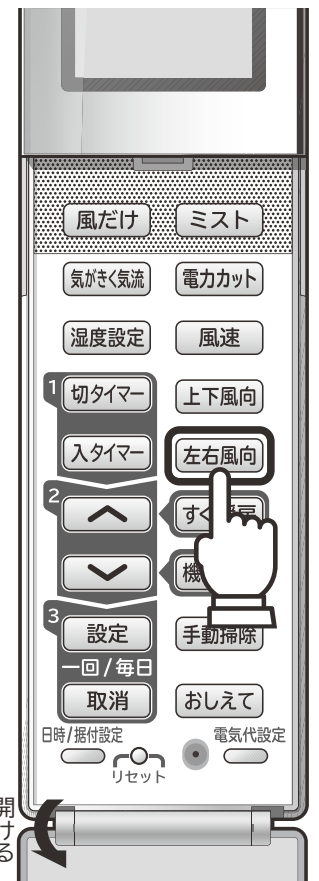 風だけ ミスト
気がきく気流 電力カット
湿度設定 風速
1 切タイマー 上下風向
入タイマー 左右風向
2 すぐ
機
3 設定 手動掃除
一回/毎日
取消 おしえて
日時/据付設定 電気代設定
リセット
開ける